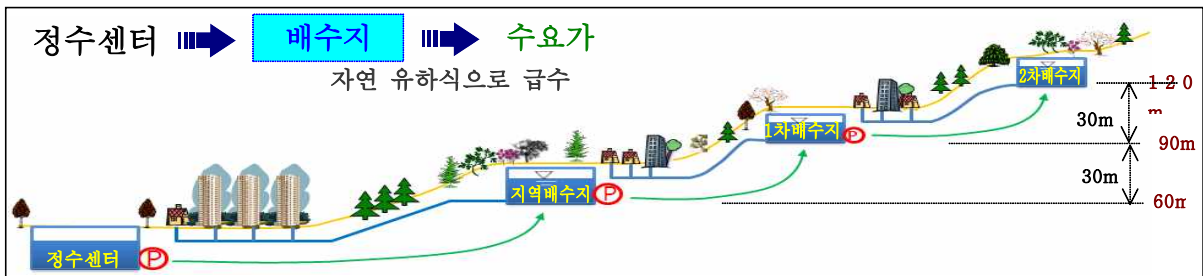 정수센터 배수지 수요가
자연 유하식으로 급수
2차배수지
120
m
30m
1차배수지 P
90m
30m
지역배수지 P
60m
정수센터 P